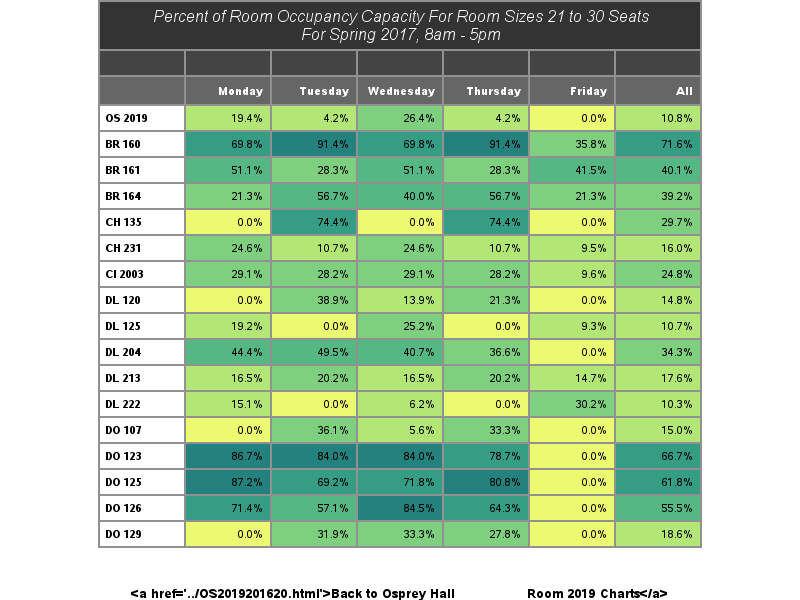 Percent of Room Occupancy Capacity For Room Sizes 21 to 30 Seats
For Spring 2017, 8am - 5pm
Monday Tuesday Wednesday Thursday Friday All
OS 2019 19.4% 4.2% 26.4% 4.2% 0.0% 10.8%
BR 160 69.8% 91.4% 69.8% 91.4% 35.8% 71.6%
BR 161 51.1% 28.3% 51.1% 28.3% 41.5% 40.1%
BR 164 21.3% 56.7% 40.0% 56.7% 21.3% 39.2%
CH 135 0.0% 74.4% 0.0% 74.4% 0.0% 29.7%
CH 231 24.6% 10.7% 24.6% 10.7% 9.5% 16.0%
CI 2003 29.1% 28.2% 29.1% 28.2% 9.6% 24.8%
DL 120 0.0% 38.9% 13.9% 21.3% 0.0% 14.8%
DL 125 19.2% 0.0% 25.2% 0.0% 9.3% 10.7%
DL 204 44.4% 49.5% 40.7% 36.6% 0.0% 34.3%
DL 213 16.5% 20.2% 16.5% 20.2% 14.7% 17.6%
DL 222 15.1% 0.0% 6.2% 0.0% 30.2% 10.3%
DO 107 0.0% 36.1% 5.6% 33.3% 0.0% 15.0%
DO 123 86.7% 84.0% 84.0% 78.7% 0.0% 66.7%
DO 125 87.2% 69.2% 71.8% 80.8% 0.0% 61.8%
DO 126 71.4% 57.1% 84.5% 64.3% 0.0% 55.5%
DO 129 0.0% 31.9% 33.3% 27.8% 0.0% 18.6%
<a href='../OS2019201620.html'>Back to Osprey Hall Room 2019 Charts</a>